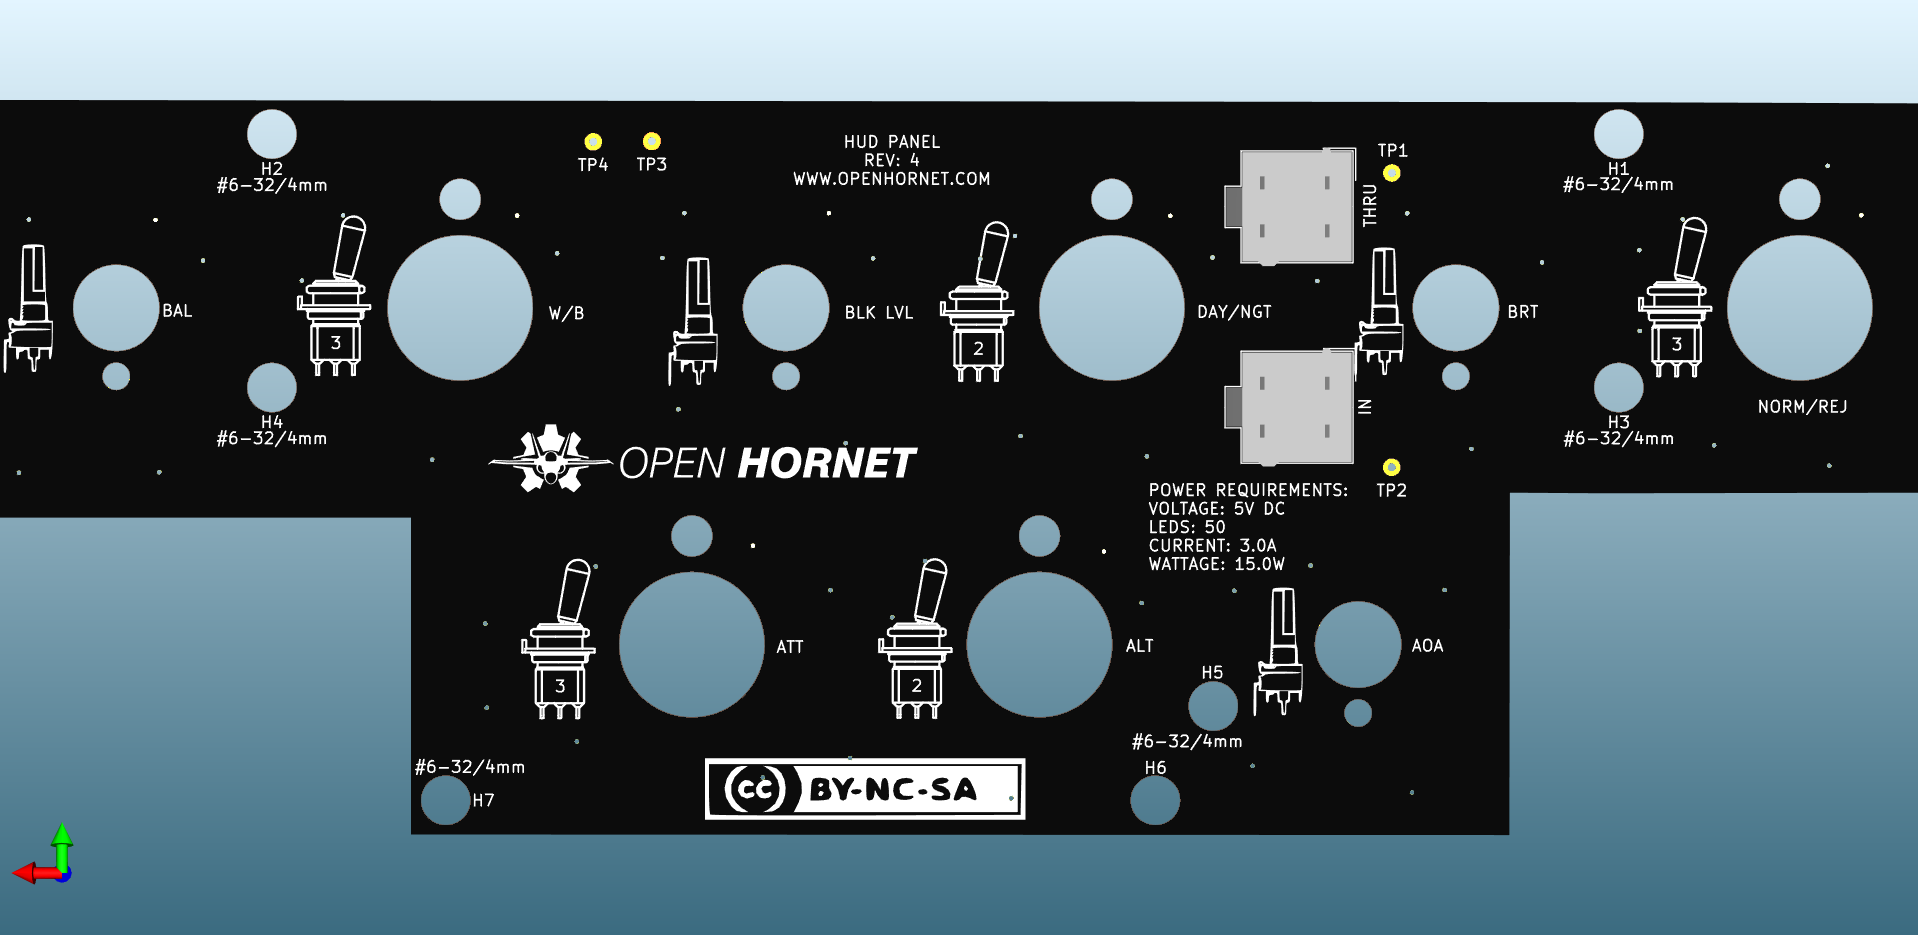 HUD PANEL
REV: 4
WWW.OPENHORNET.COM
TP4
TP3
TP1
THRU
H2
#6-32/4mm
H1
#6-32/4mm
BAL
3
W/B
BLK LVL
2
DAY/NGT
BRT
3
NORM/REJ
IN
H4
#6-32/4mm
H3
#6-32/4mm
OPEN HORNET
TP2
POWER REQUIREMENTS:
VOLTAGE: 5V DC
LEDS: 50
CURRENT: 3.0A
WATTAGE: 15.0W
3
ATT
2
ALT
AOA
H5
#6-32/4mm
#6-32/4mm
H7
H6
cc BY-NC-SA